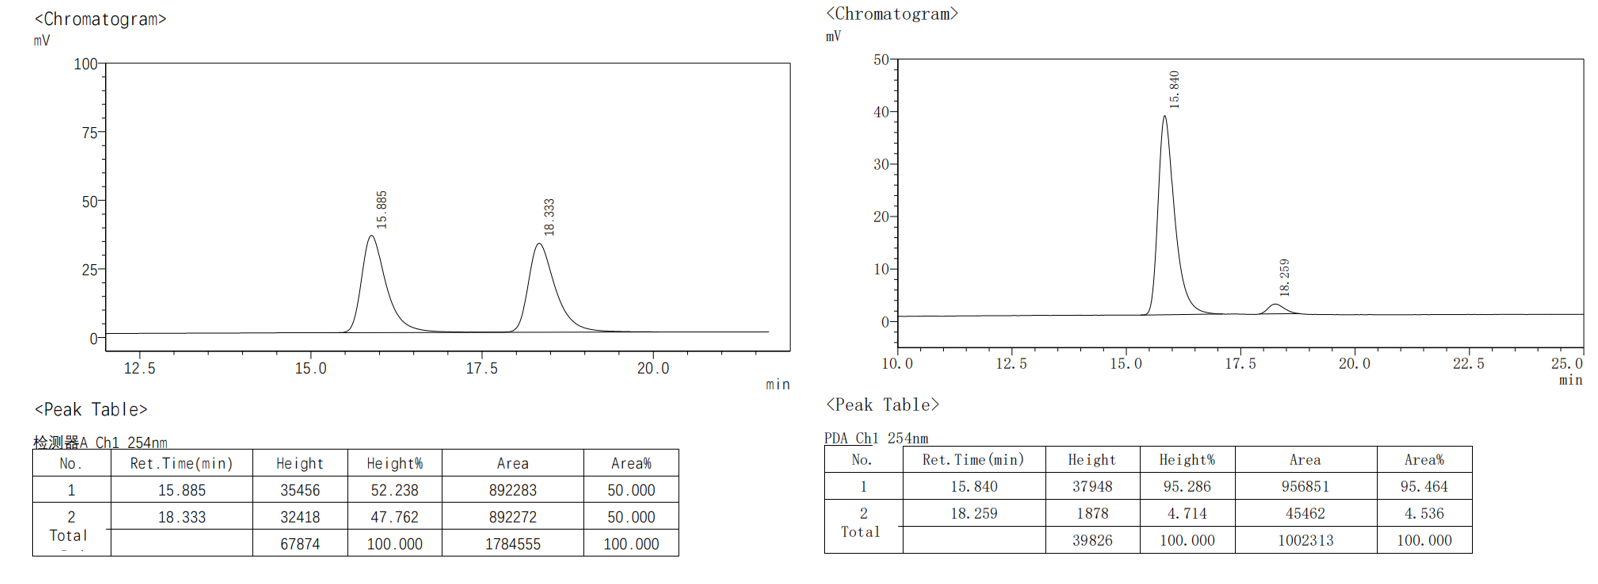 <Chromatogram>
mV
100
75
50
25
0
15.885
18.333
12.5 15.0 17.5 20.0
min
<Peak Table>
检测器A Ch1 254nm
No. Ret.Time(min) Height Height% Area Area%
1 15.885 35456 52.238 892283 50.000
2 18.333 32418 47.762 892272 50.000
Total 67874 100.000 1784555 100.000
<Chromatogram>
mV
50
40
30
20
10
0
15.840
18.259
10.0 12.5 15.0 17.5 20.0 22.5 25.0
min
<Peak Table>
PDA Ch1 254nm
No. Ret.Time(min) Height Height% Area Area%
1 15.840 37948 95.286 956851 95.464
2 18.259 1878 4.714 45462 4.536
Total 39826 100.000 1002313 100.000